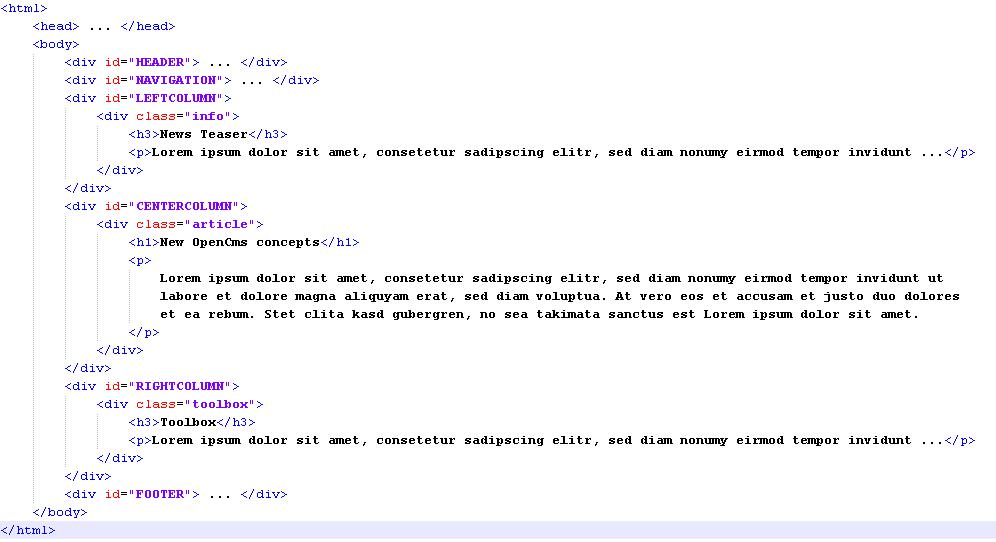 <html>
<head> ... </head>
<body>
<div id="HEADER"> ... </div>
<div id="NAVIGATION"> ... </div>
<div id="LEFTCOLUMN">
<div class="info">
<h3>News Teaser</h3>
<p>Lorem ipsum dolor sit amet, consetetur sadipscing elitr, sed diam nonumy eirmod tempor invidunt ...</p>
</div>
</div>
<div id="CENTERCOLUMN">
<div class="article">
<h1>New OpenCms concepts</h1>
<p>
Lorem ipsum dolor sit amet, consetetur sadipscing elitr, sed diam nonumy eirmod tempor invidunt ut
labore et dolore magna aliquyam erat, sed diam voluptua. At vero eos et accusam et justo duo dolores
et ea rebum. Stet clita kasd gubergren, no sea takimata sanctus est Lorem ipsum dolor sit amet.
</p>
</div>
</div>
<div id="RIGHTCOLUMN">
<div class="toolbox">
<h3>Toolbox</h3>
<p>Lorem ipsum dolor sit amet, consetetur sadipscing elitr, sed diam nonumy eirmod tempor invidunt ...</p>
</div>
</div>
<div id="FOOTER"> ... </div>
</body>
</html>